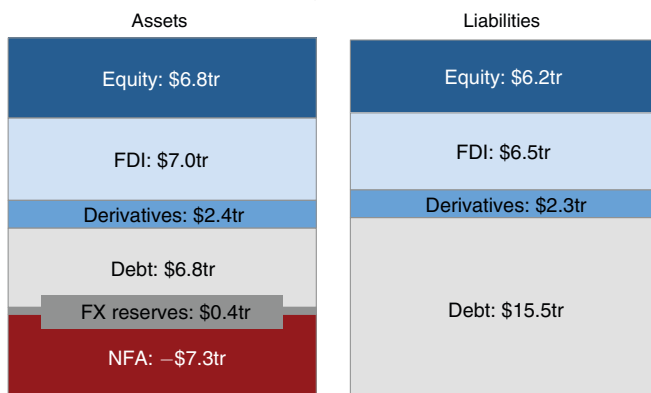 Assets
Equity: $6.8tr
FDI: $7.0tr
Derivatives: $2.4tr
Debt: $6.8tr
FX reserves: $0.4tr
NFA: −$7.3tr
Liabilities
Equity: $6.2tr
FDI: $6.5tr
Derivatives: $2.3tr
Debt: $15.5tr